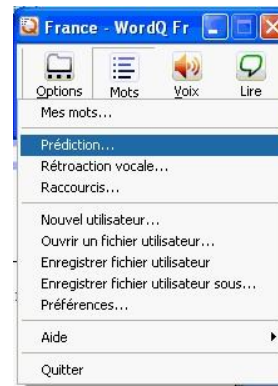 France - WordQ Fr
Options Mots Voix Lire
Mes mots...
Prédiction...
Rétroaction vocale...
Raccourcis...
Nouvel utilisateur...
Ouvrir un fichier utilisateur...
Enregistrer fichier utilisateur
Enregistrer fichier utilisateur sous...
Préférences...
Aide
Quitter